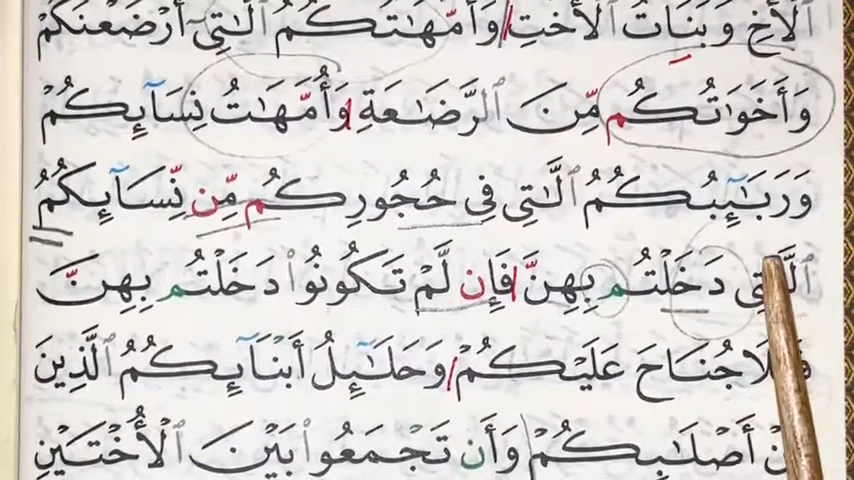 ٱلْأَخِ وَبَنَاتُ ٱلْأُخْتِ وَأُمَّهَـٰتُكُمُ ٱلَّـٰتِىٓ أَرْضَعْنَكُمْ
وَأَخَوَٰتُكُم مِّنَ ٱلرَّضَـٰعَةِ وَأُمَّهَـٰتُ نِسَآئِكُمْ
وَرَبَـٰٓئِبُكُمُ ٱلَّـٰتِى فِى حُجُورِكُم مِّن نِّسَآئِكُمُ
ٱلَّـٰتِى دَخَلْتُم بِهِنَّ فَإِن لَّمْ تَكُونُوا۟ دَخَلْتُم بِهِنَّ
فَلَا جُنَاحَ عَلَيْكُمْ وَحَلَـٰٓئِلُ أَبْنَآئِكُمُ ٱلَّذِينَ
مِنْ أَصْلَـٰبِكُمْ وَأَن تَجْمَعُوا۟ بَيْنَ ٱلْأُخْتَيْنِ